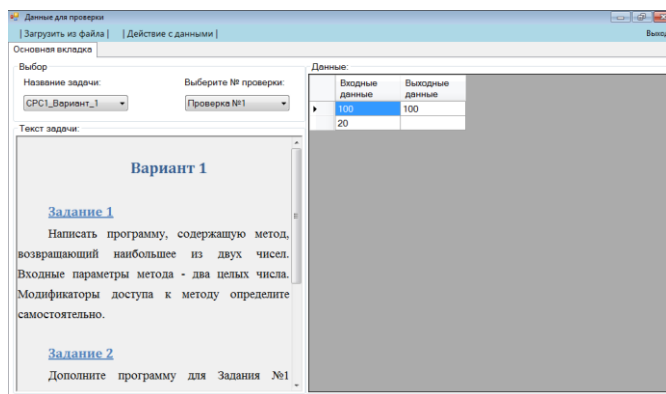 Данные для проверки
| Загрузить из файла | | Действие с данными |
Выход
Основная вкладка
Выбор
Название задачи:
Выберите № проверки:
СРС1_Вариант_1
Проверка №1
Текст задачи:
Вариант 1
Задание 1
Написать программу, содержащую метод,
возвращающий наибольшее из двух чисел.
Входные параметры метода - два целых числа.
Модификаторы доступа к методу определите
самостоятельно.
Задание 2
Дополните программу для Задания №1
Данные:
Входные данные
Выходные данные
100 100
20